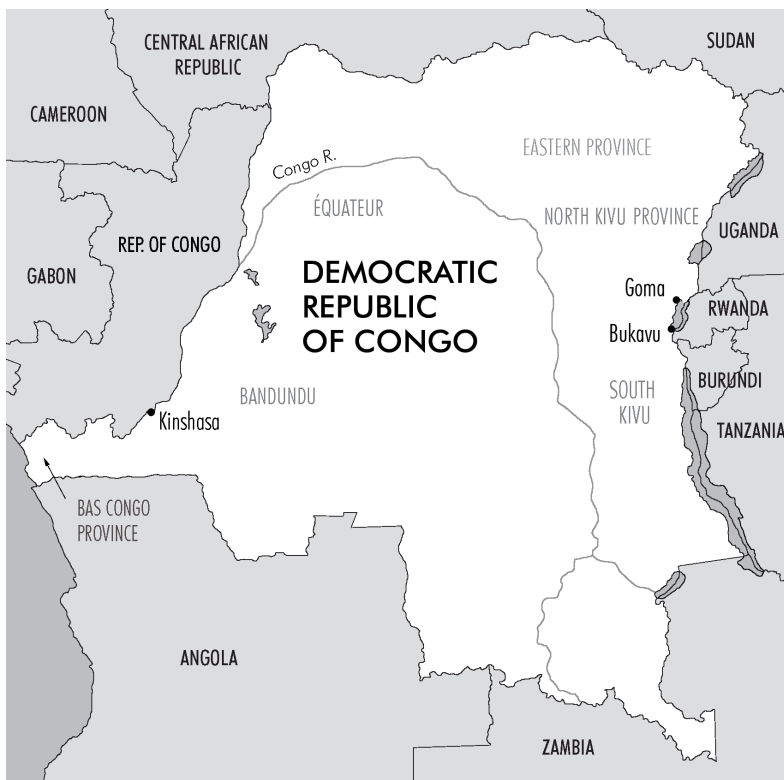 CENTRAL AFRICAN
REPUBLIC
SUDAN
CAMEROON
Congo R.
EASTERN PROVINCE
ÉQUATEUR
NORTH KIVU PROVINCE
REP. OF CONGO
UGANDA
GABON
DEMOCRATIC
REPUBLIC
OF CONGO
Goma
RWANDA
Bukavu
BURUNDI
BANDUNDU
SOUTH
KIVU
Kinshasa
TANZANIA
BAS CONGO
PROVINCE
ANGOLA
ZAMBIA